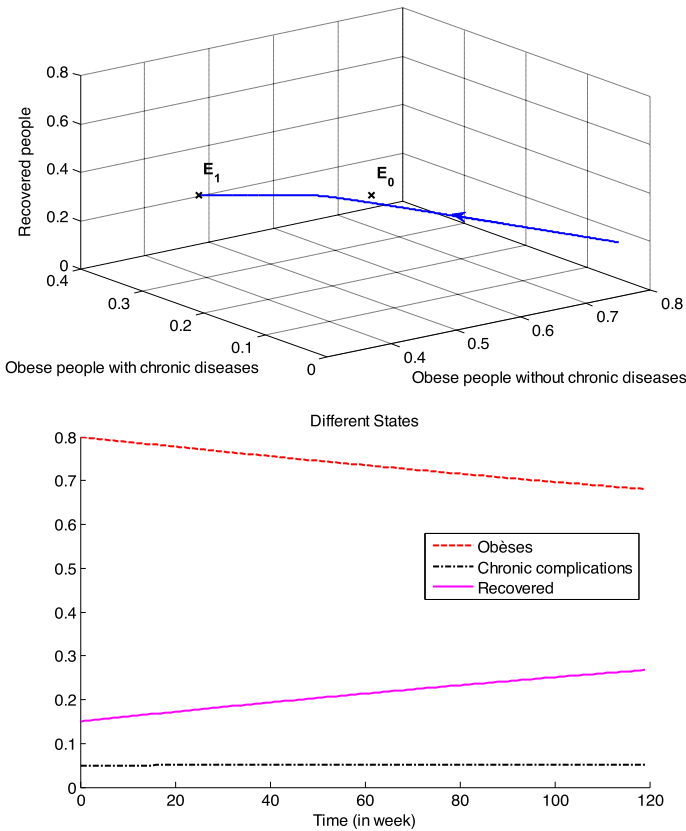 0.8
0.6
0.4
0.2
0
Recovered people
E1
E0
0.4
0.3
0.2
0.1
0
Obese people with chronic diseases
0.4
0.5
0.6
0.7
0.8
Obese people without chronic diseases
Different States
0.8
0.7
0.6
0.5
0.4
0.3
0.2
0.1
0
Obèses
Chronic complications
Recovered
0 20 40 60 80 100 120
Time (in week)